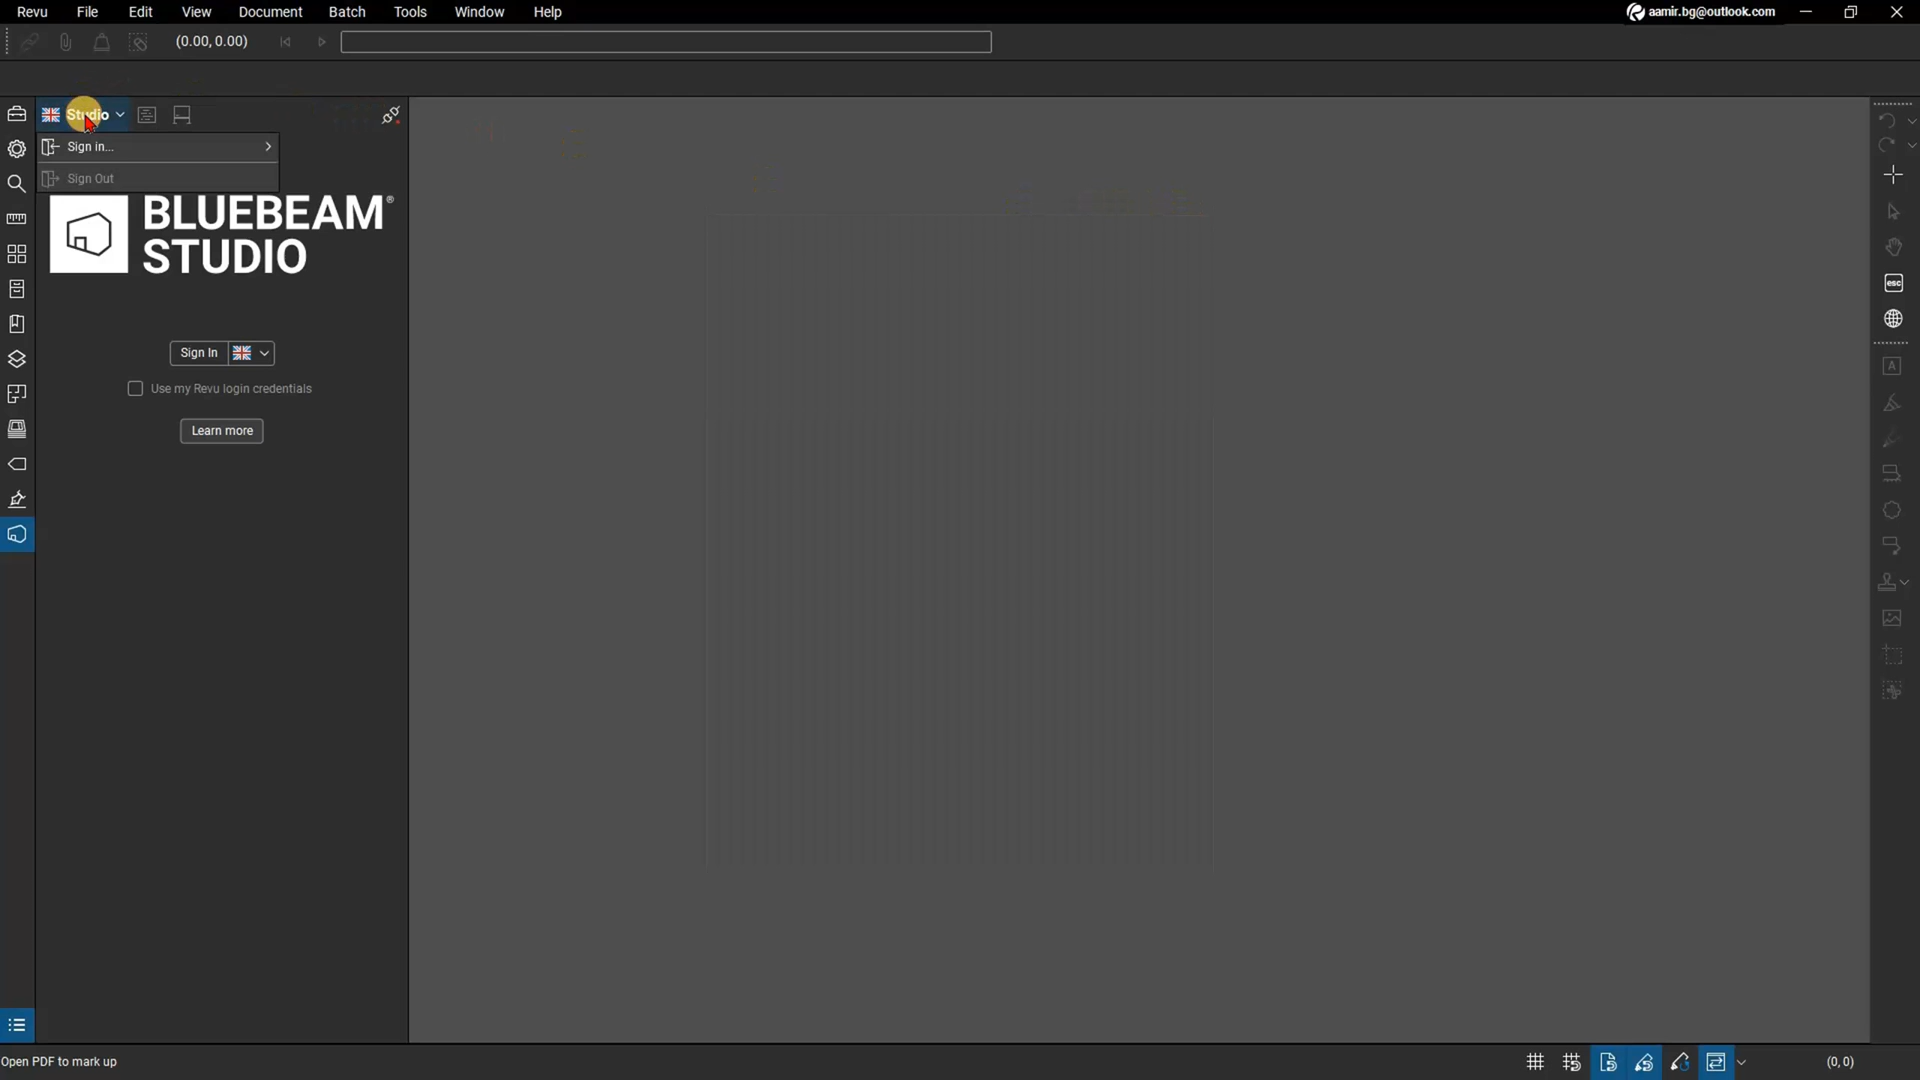 Revu File Edit View Document Batch Tools Window Help aamir.bg@outlook.com
(0.00, 0.00)
Studio
Sign in...
Sign Out
BLUEBEAM®
STUDIO
Sign In
Use my Revu login credentials
Learn more
esc
A
Open PDF to mark up (0, 0)